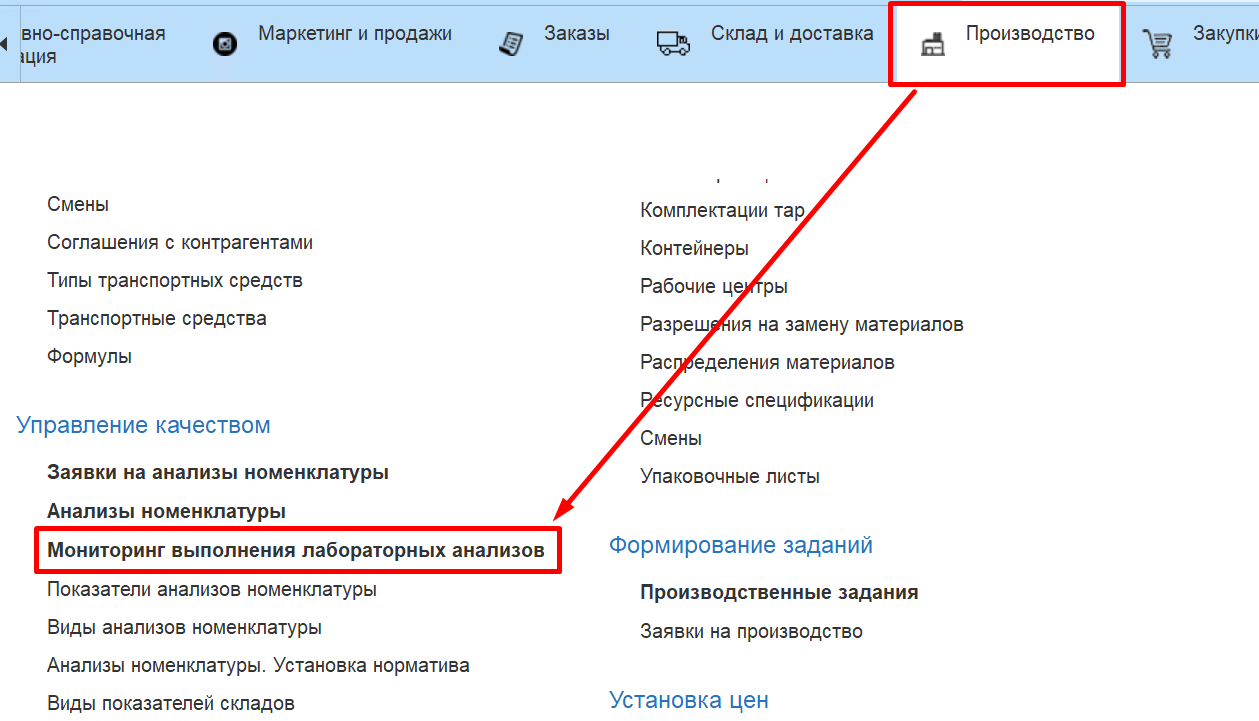 вно-справочная
ация
Маркетинг и продажи
Заказы
Склад и доставка
Производство
Закупки
Смены
Соглашения с контрагентами
Типы транспортных средств
Транспортные средства
Формулы
Управление качеством
Заявки на анализы номенклатуры
Анализы номенклатуры
Мониторинг выполнения лабораторных анализов
Показатели анализов номенклатуры
Виды анализов номенклатуры
Анализы номенклатуры. Установка норматива
Виды показателей складов
Комплектации тар
Контейнеры
Рабочие центры
Разрешения на замену материалов
Распределения материалов
Ресурсные спецификации
Смены
Упаковочные листы
Формирование заданий
Производственные задания
Заявки на производство
Установка цен